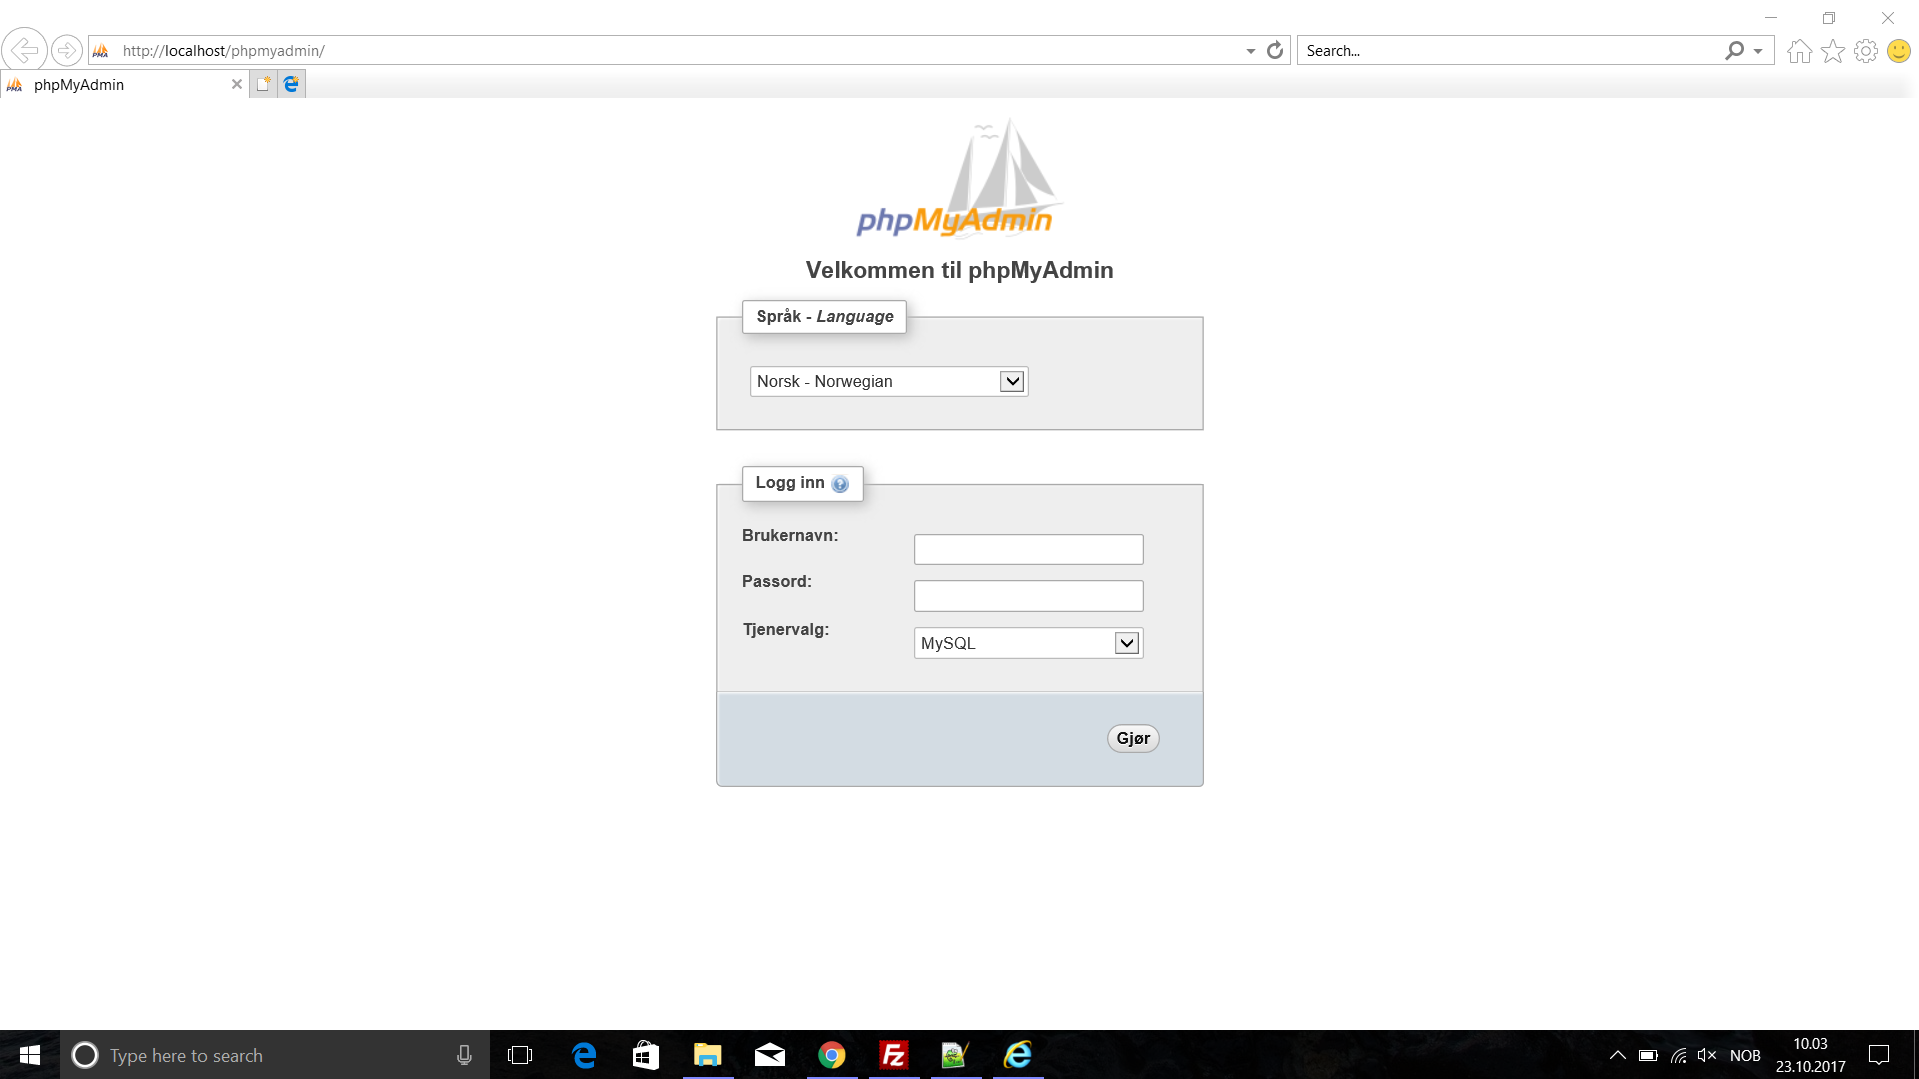 http://localhost/phpmyadmin/
Search...
PMA
phpMyAdmin
phpMyAdmin
Velkommen til phpMyAdmin
Språk - Language
Norsk - Norwegian
Logg inn
Brukernavn:
Passord:
Tjenervalg:
MySQL
Gjør
Type here to search
NOB
10.03
23.10.2017